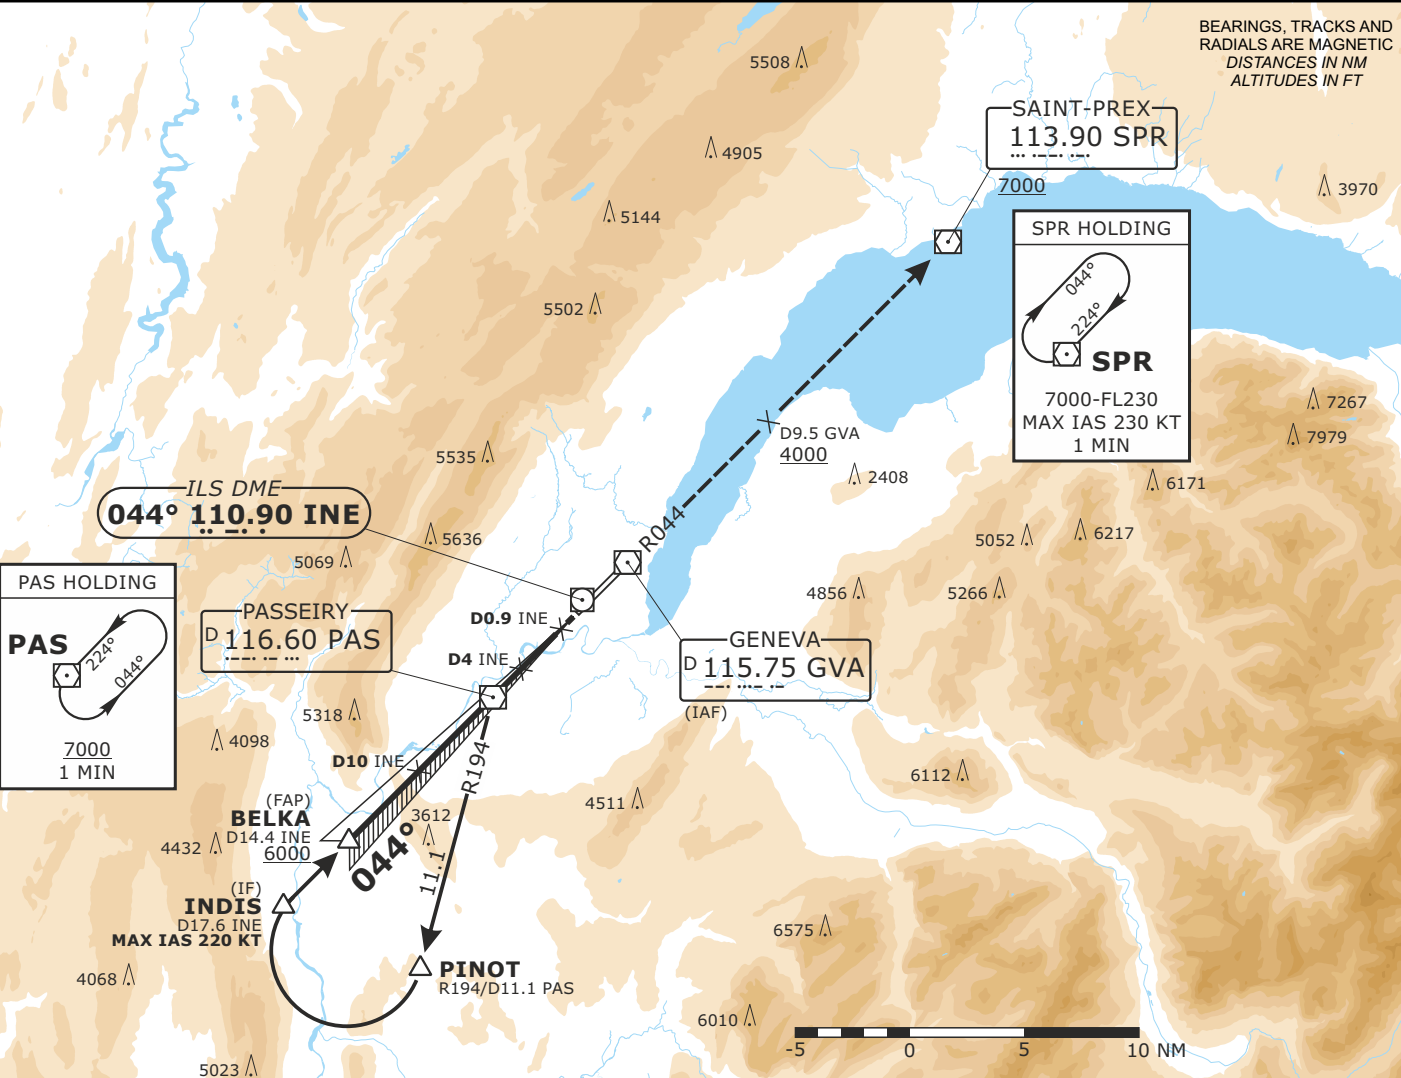 BEARINGS, TRACKS AND
RADIALS ARE MAGNETIC
DISTANCES IN NM
ALTITUDES IN FT
5508
SAINT-PREX
113.90 SPR
7000
4905
3970
5144
SPR HOLDING
044°
224°
SPR
7000-FL230
MAX IAS 230 KT
1 MIN
5502
7267
7979
D9.5 GVA
4000
5535
2408
6171
ILS DME
044° 110.90 INE
R044
5636
5052
6217
5069
PAS HOLDING
PAS
224°
044°
7000
1 MIN
4856
5266
PASSEIRY
D 116.60 PAS
D0.9 INE
GENEVA
D 115.75 GVA
(IAF)
D4 INE
5318
4098
R194
D10 INE
6112
(FAP)
BELKA
D14.4 INE
6000
4511
3612
4432
044°
11.1
(IF)
INDIS
D17.6 INE
MAX IAS 220 KT
6575
4068
PINOT
R194/D11.1 PAS
6010
5023
-5 0 5 10 NM